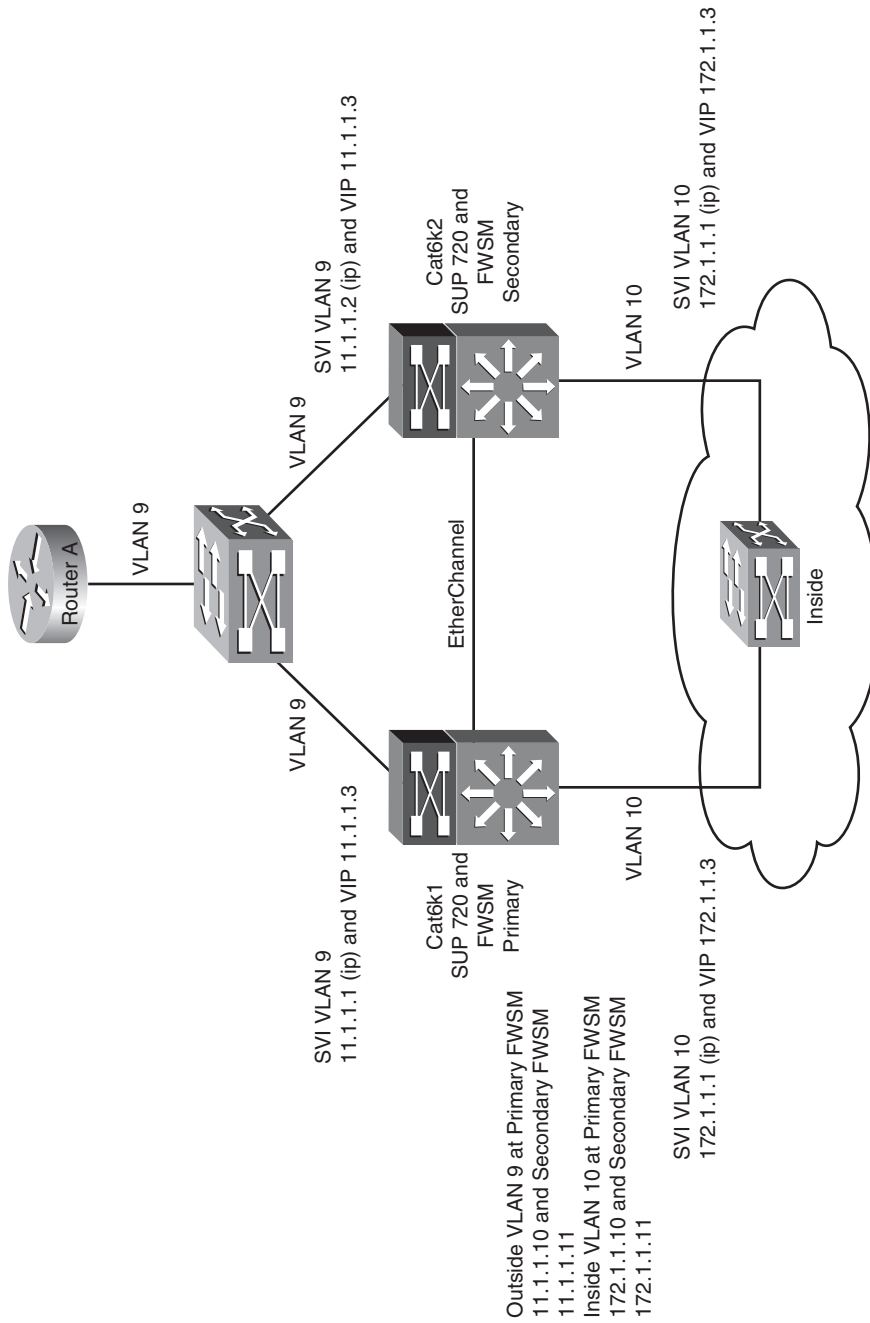 Router A
VLAN 9
VLAN 9
VLAN 9
SVI VLAN 9
11.1.1.1 (ip) and VIP 11.1.1.3
SVI VLAN 9
11.1.1.2 (ip) and VIP 11.1.1.3
Cat6k1
SUP 720 and
FWSM
Primary
EtherChannel
Cat6k2
SUP 720 and
FWSM
Secondary
Outside VLAN 9 at Primary FWSM
11.1.1.10 and Secondary FWSM
11.1.1.11
Inside VLAN 10 at Primary FWSM
172.1.1.10 and Secondary FWSM
172.1.1.11
VLAN 10
VLAN 10
SVI VLAN 10
172.1.1.1 (ip) and VIP 172.1.1.3
SVI VLAN 10
172.1.1.1 (ip) and VIP 172.1.1.3
Inside